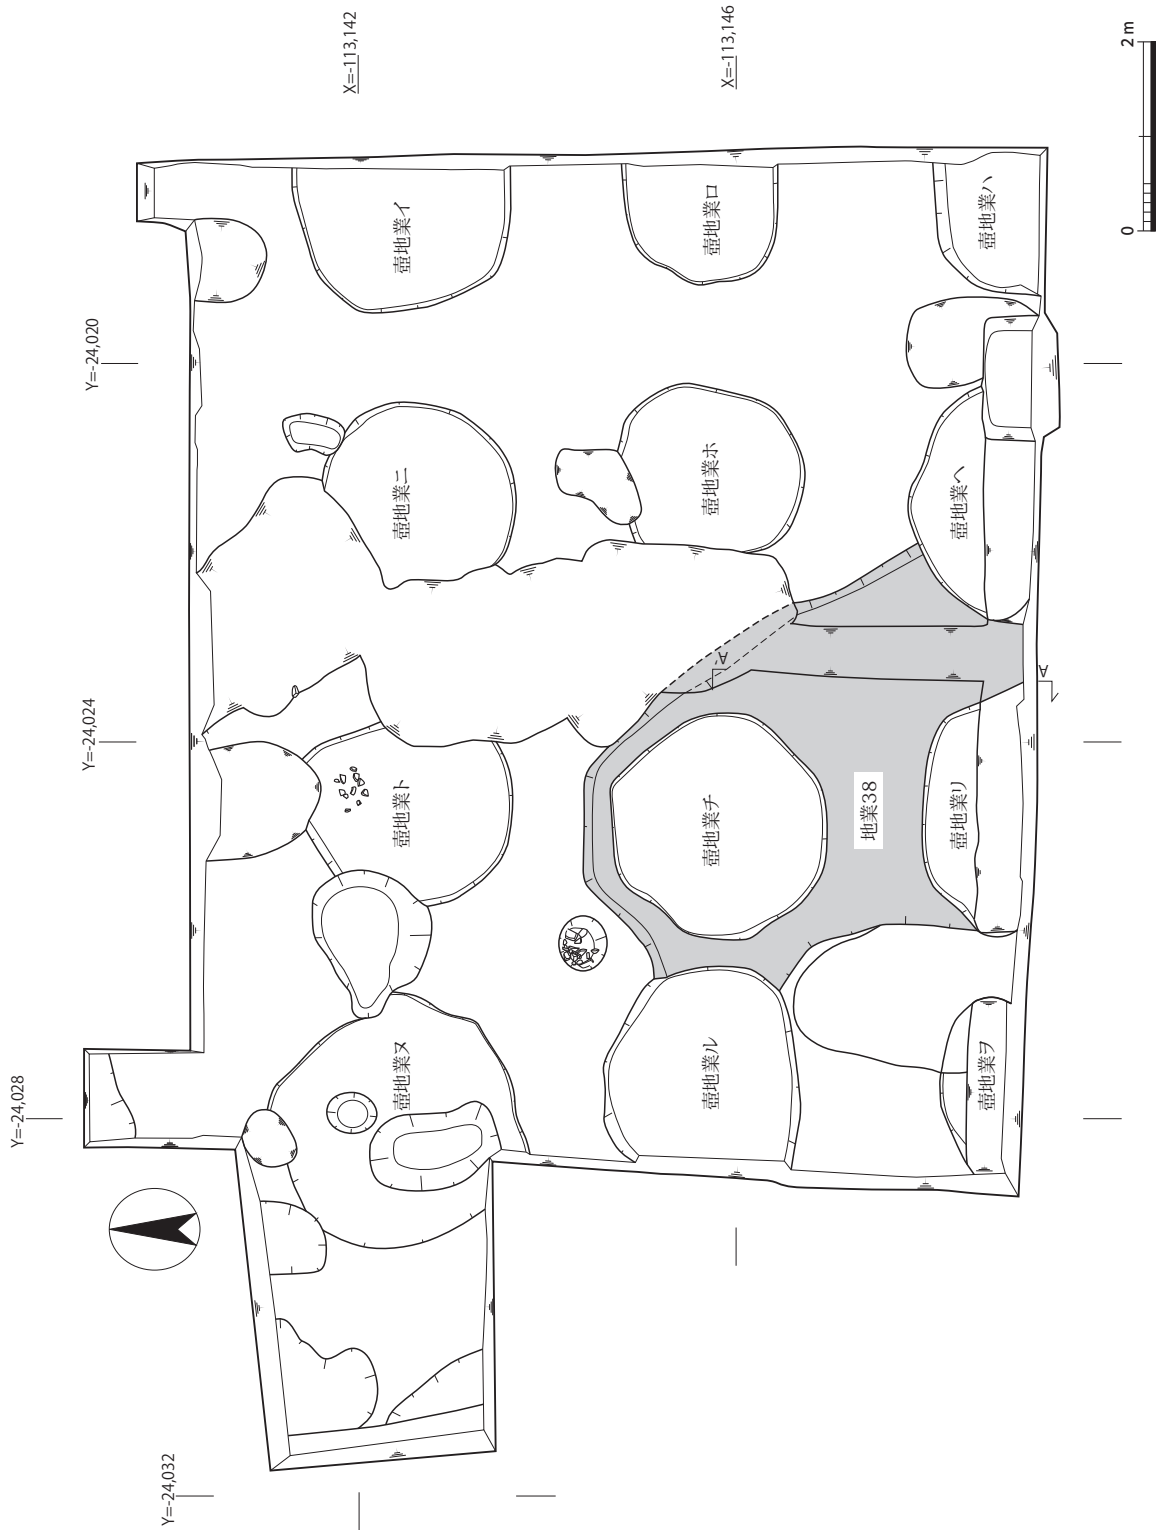 X=-113,142
X=-113,146
2m
0
Y=-24,020
Y=-24,024
Y=-24,028
Y=-24,032
壺地業イ
壺地業ロ
壺地業ハ
壺地業ニ
壺地業ホ
壺地業ヘ
壺地業ト
壺地業チ
地業38
壺地業リ
壺地業ヌ
壺地業ル
壺地業ヲ
A'
A